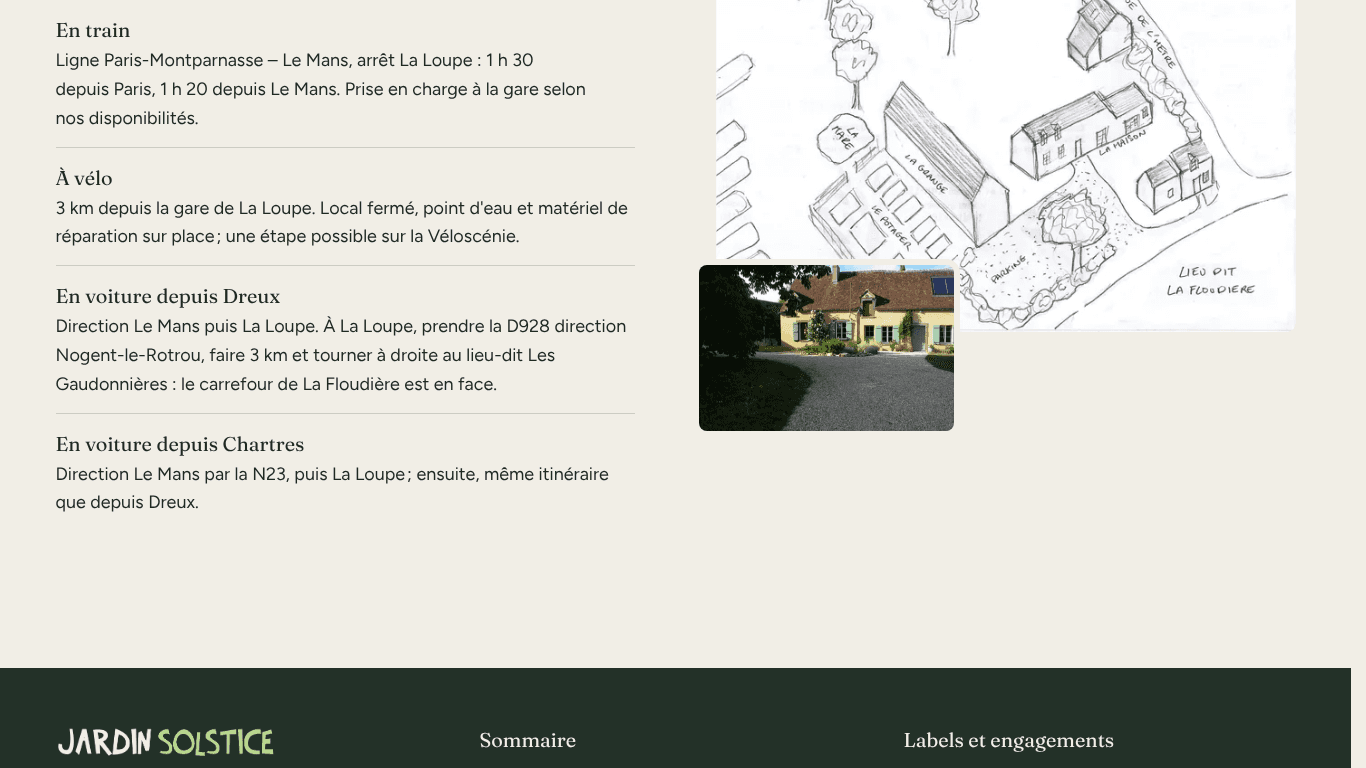 En train
Ligne Paris-Montparnasse – Le Mans, arrêt La Loupe : 1 h 30
depuis Paris, 1 h 20 depuis Le Mans. Prise en charge à la gare selon
nos disponibilités.
À vélo
3 km depuis la gare de La Loupe. Local fermé, point d'eau et matériel de
réparation sur place ; une étape possible sur la Véloscénie.
En voiture depuis Dreux
Direction Le Mans puis La Loupe. À La Loupe, prendre la D928 direction
Nogent-le-Rotrou, faire 3 km et tourner à droite au lieu-dit Les
Gaudonnières : le carrefour de La Floudière est en face.
En voiture depuis Chartres
Direction Le Mans par la N23, puis La Loupe ; ensuite, même itinéraire
que depuis Dreux.
DE L'HÊTRE
LA
MARE
LA GRANGE
LA MAISON
LE POTAGER
PARKING
LIEU DIT
LA FLOUDIERE
JARDIN SOLSTICE
Sommaire
Labels et engagements